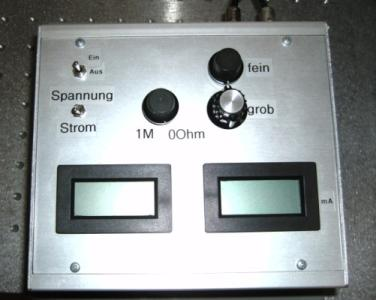 Ein
Aus
Spannung
Strom
1M 0Ohm
fein
grob
mA